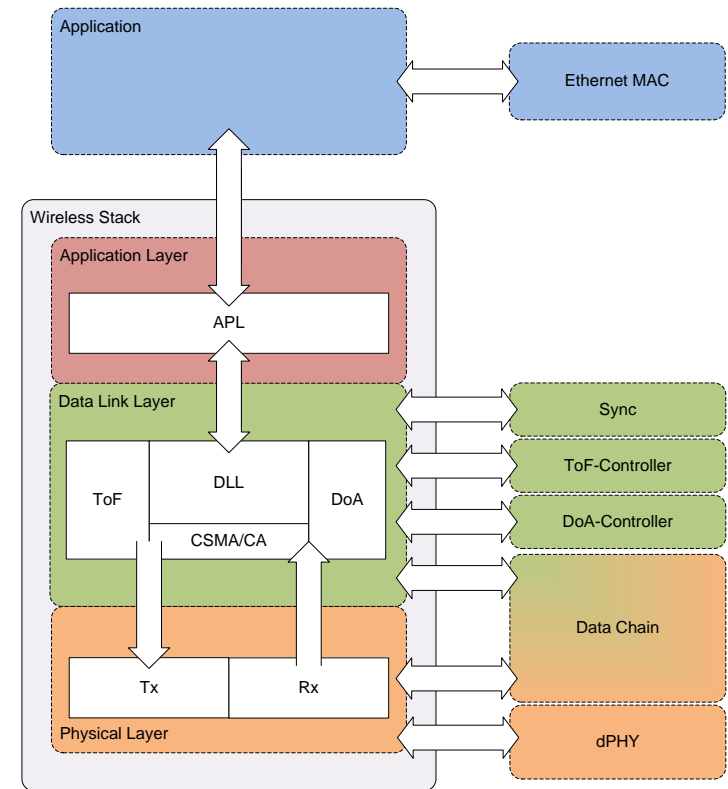 Application
Ethernet MAC
Wireless Stack
Application Layer
APL
Data Link Layer
Sync
ToF-Controller
ToF
DLL
DoA
DoA-Controller
CSMA/CA
Data Chain
Tx
Rx
Physical Layer
dPHY